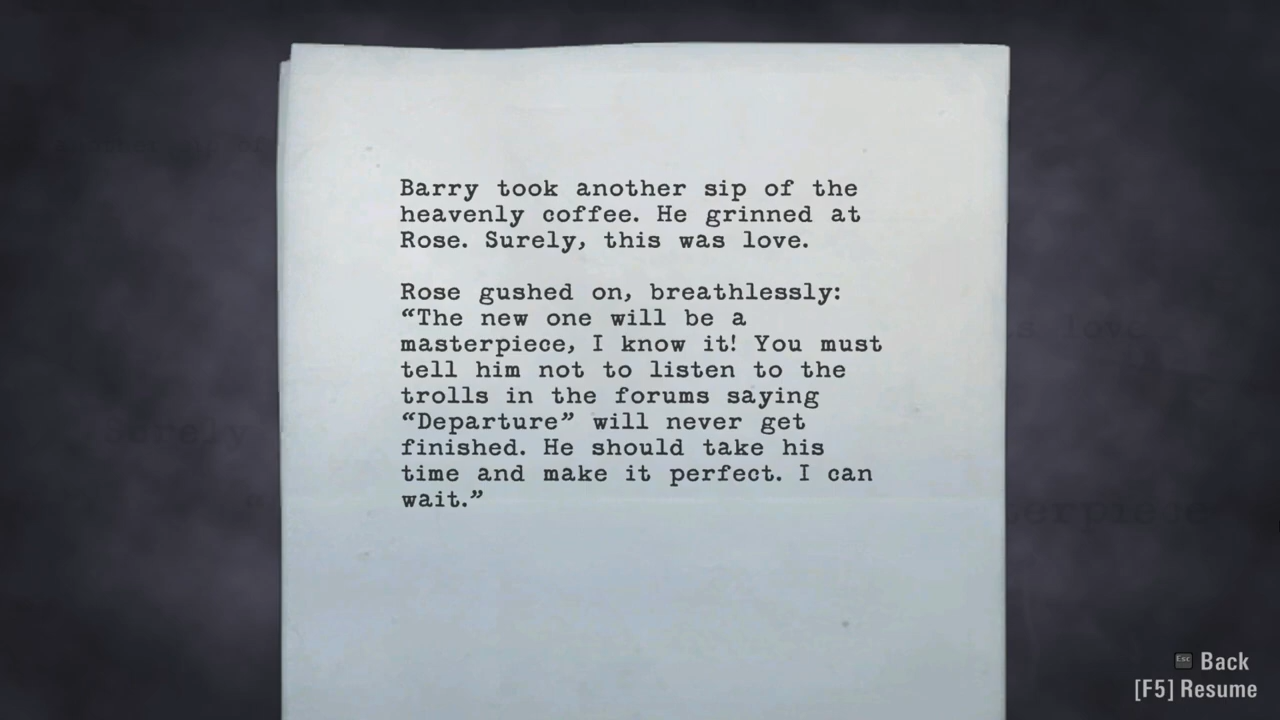 Barry took another sip of the
heavenly coffee. He grinned at
Rose. Surely, this was love.
Rose gushed on, breathlessly:
“The new one will be a
masterpiece, I know it! You must
tell him not to listen to the
trolls in the forums saying
“Departure” will never get
finished. He should take his
time and make it perfect. I can
wait.”
Esc Back
[F5] Resume